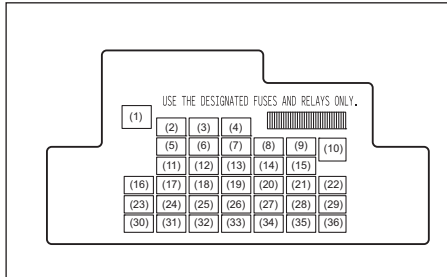 USE THE DESIGNATED FUSES AND RELAYS ONLY.
(1)
(2) (3) (4)
(5) (6) (7) (8) (9) (10)
(11) (12) (13) (14) (15)
(16) (17) (18) (19) (20) (21) (22)
(23) (24) (25) (26) (27) (28) (29)
(30) (31) (32) (33) (34) (35) (36)